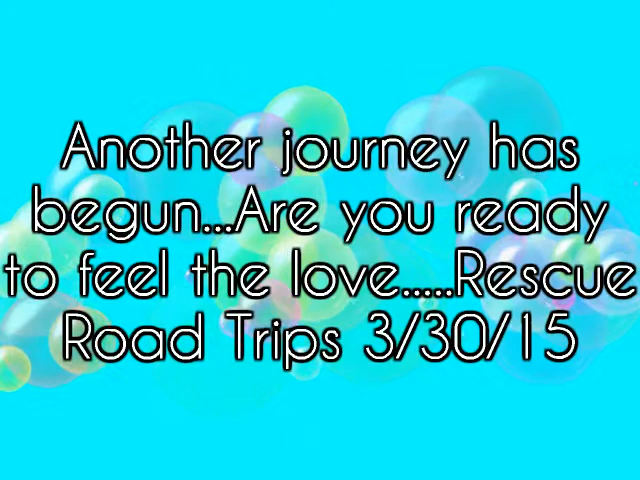 Another journey has
begun...Are you ready
to feel the love.....Rescue
Road Trips 3/30/15